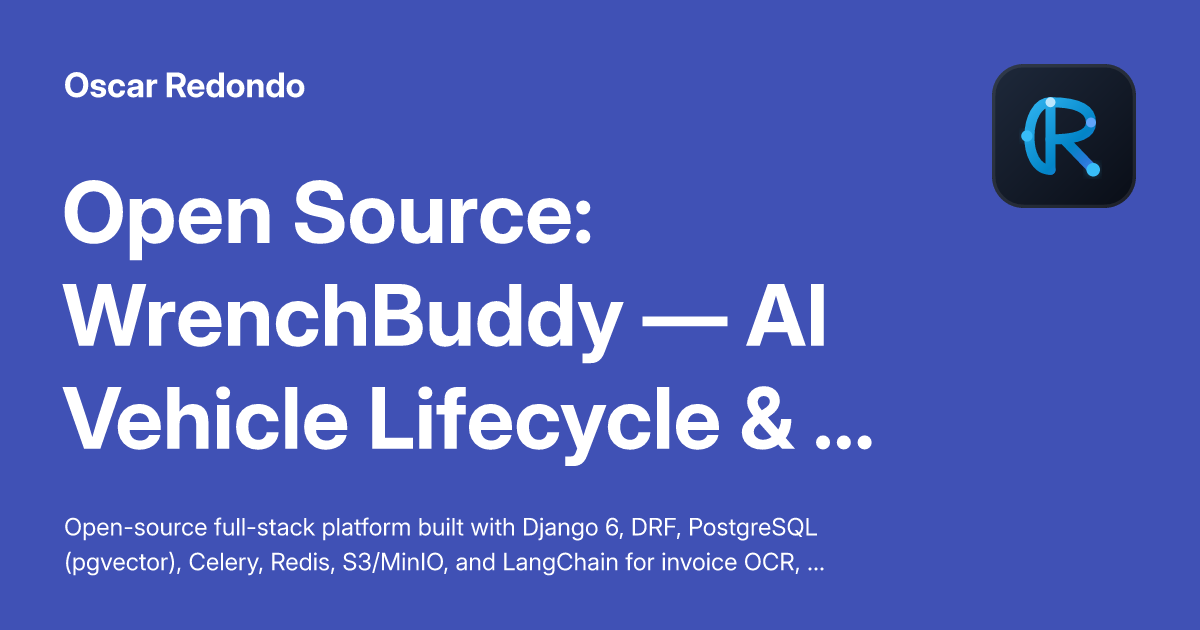 Oscar Redondo
Open Source:
WrenchBuddy — AI
Vehicle Lifecycle & ...
Open-source full-stack platform built with Django 6, DRF, PostgreSQL
(pgvector), Celery, Redis, S3/MinIO, and LangChain for invoice OCR, ...